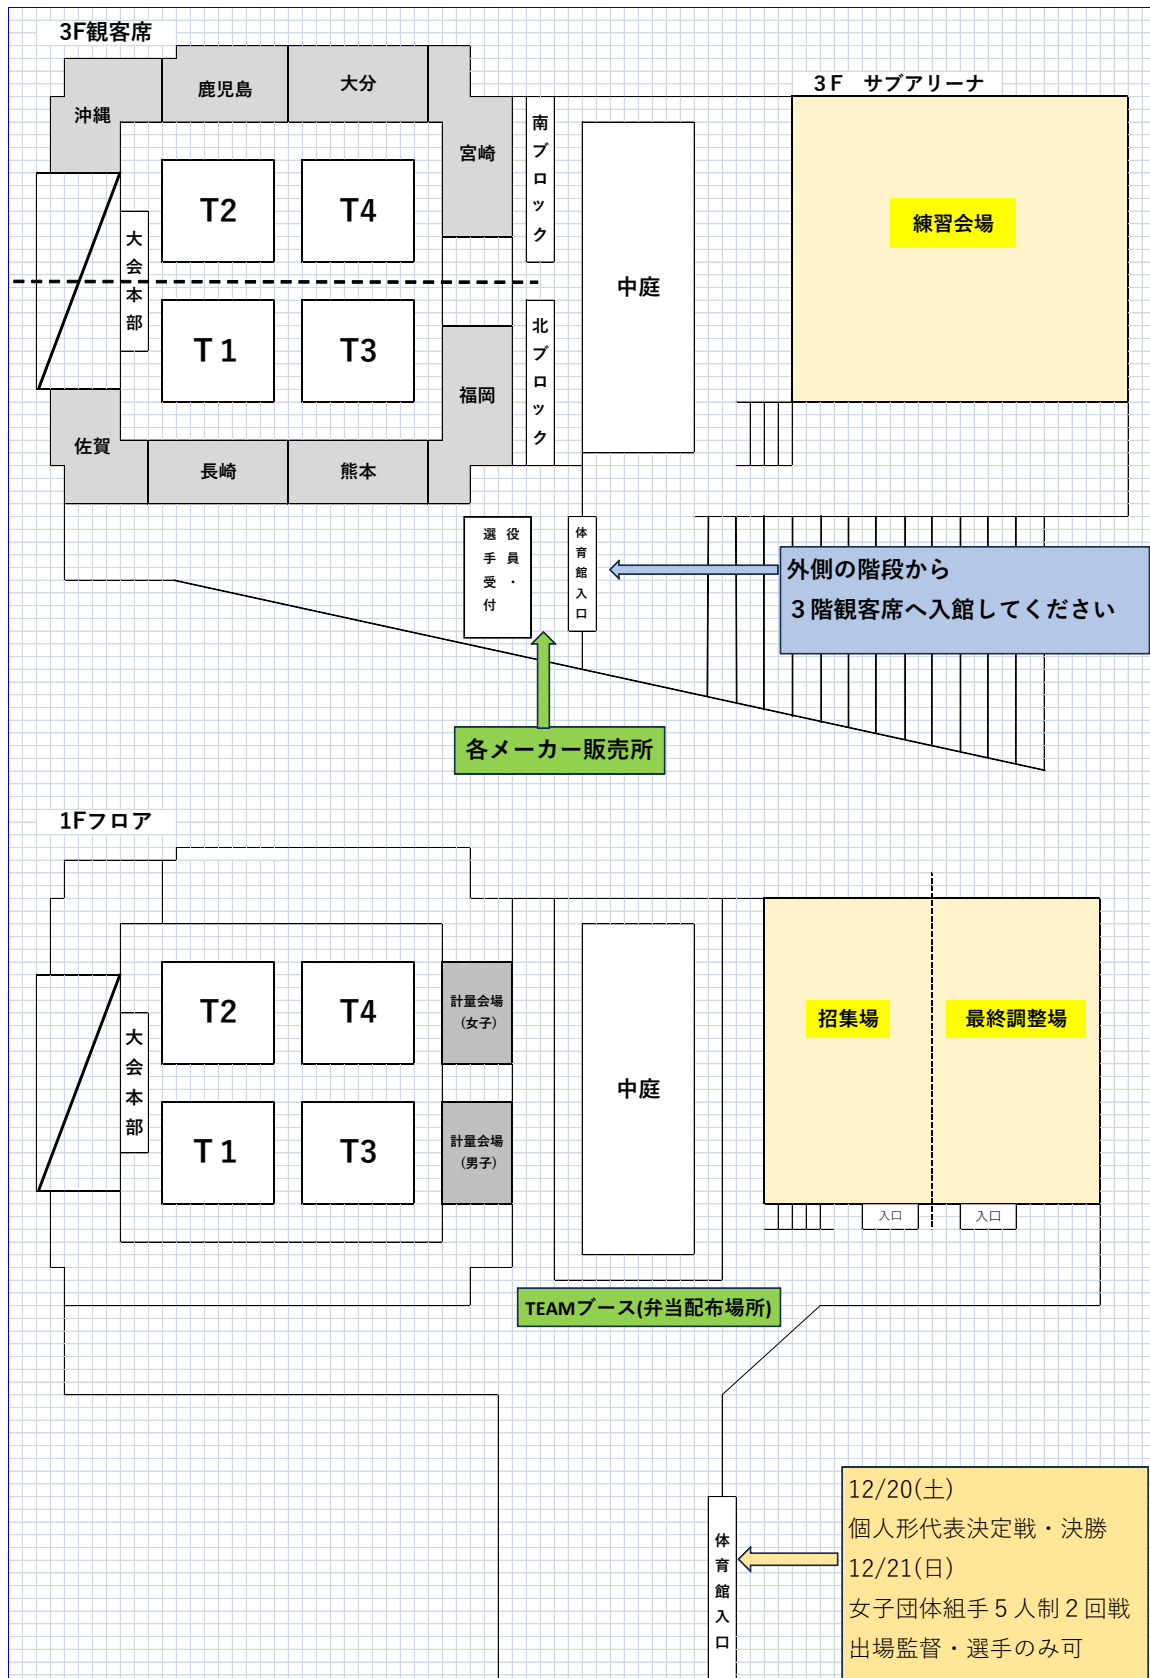 3F観客席
3F　サブアリーナ
沖縄
鹿児島
大分
宮崎
南ブロック
T2
T4
練習会場
大会本部
中庭
T１
T3
北ブロック
福岡
佐賀
長崎
熊本
役員・
選手受付
体育館入口
外側の階段から
３階観客席へ入館してください
各メーカー販売所
1Fフロア
T2
T4
計量会場
(女子)
招集場
最終調整場
大会本部
中庭
T１
T3
計量会場
(男子)
入口
入口
TEAMブース(弁当配布場所)
体育館入口
12/20(土)
個人形代表決定戦・決勝
12/21(日)
女子団体組手５人制２回戦
出場監督・選手のみ可